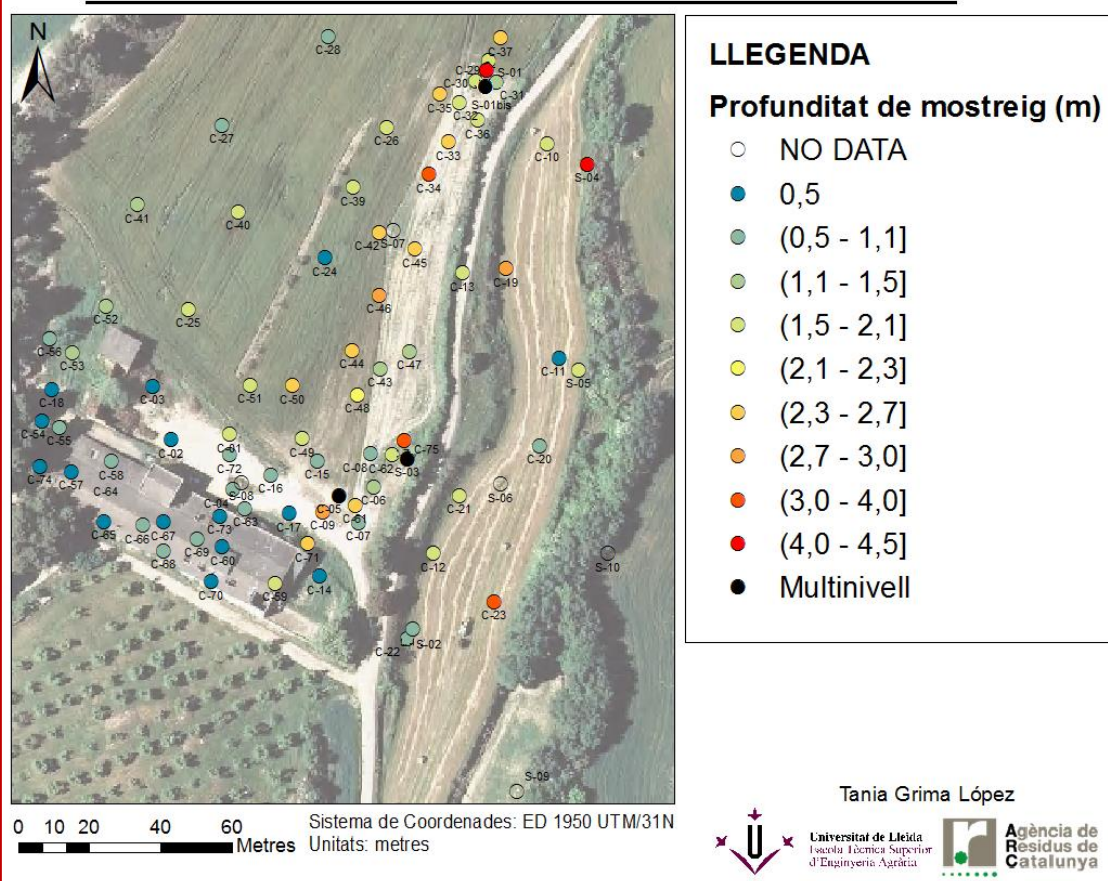 N
C-28
C-37
C-29
S-01
C-30
C-31
C-35
S-01bis
C-32
C-36
C-27
C-26
C-33
C-10
C-34
S-04
C-39
C-41
C-40
C-42
S-07
C-45
C-24
C-13
C-19
C-46
C-52
C-25
C-56
C-53
C-44
C-47
C-43
C-11
S-05
C-18
C-03
C-51
C-50
C-48
C-54
C-55
C-02
C-01
C-49
C-75
C-72
C-15
C-08
C-62
S-03
C-20
C-74
C-57
C-58
C-64
C-16
C-04
S-08
C-06
C-21
S-06
C-05
C-61
C-63
C-17
C-09
C-07
C-65
C-66
C-67
C-73
C-69
C-68
C-60
C-71
C-12
S-10
C-70
C-59
C-14
C-23
C-22
S-02
S-09
LLEGENDA
Profunditat de mostreig (m)
NO DATA
0,5
(0,5 - 1,1]
(1,1 - 1,5]
(1,5 - 2,1]
(2,1 - 2,3]
(2,3 - 2,7]
(2,7 - 3,0]
(3,0 - 4,0]
(4,0 - 4,5]
Multinivell
0 10 20 40 60
Metres
Sistema de Coordenades: ED 1950 UTM/31N
Unitats: metres
Tania Grima López
Universitat de Lleida
Escola Tècnica Superior
d'Enginyeria Agrària
Agència de
Residus de
Catalunya